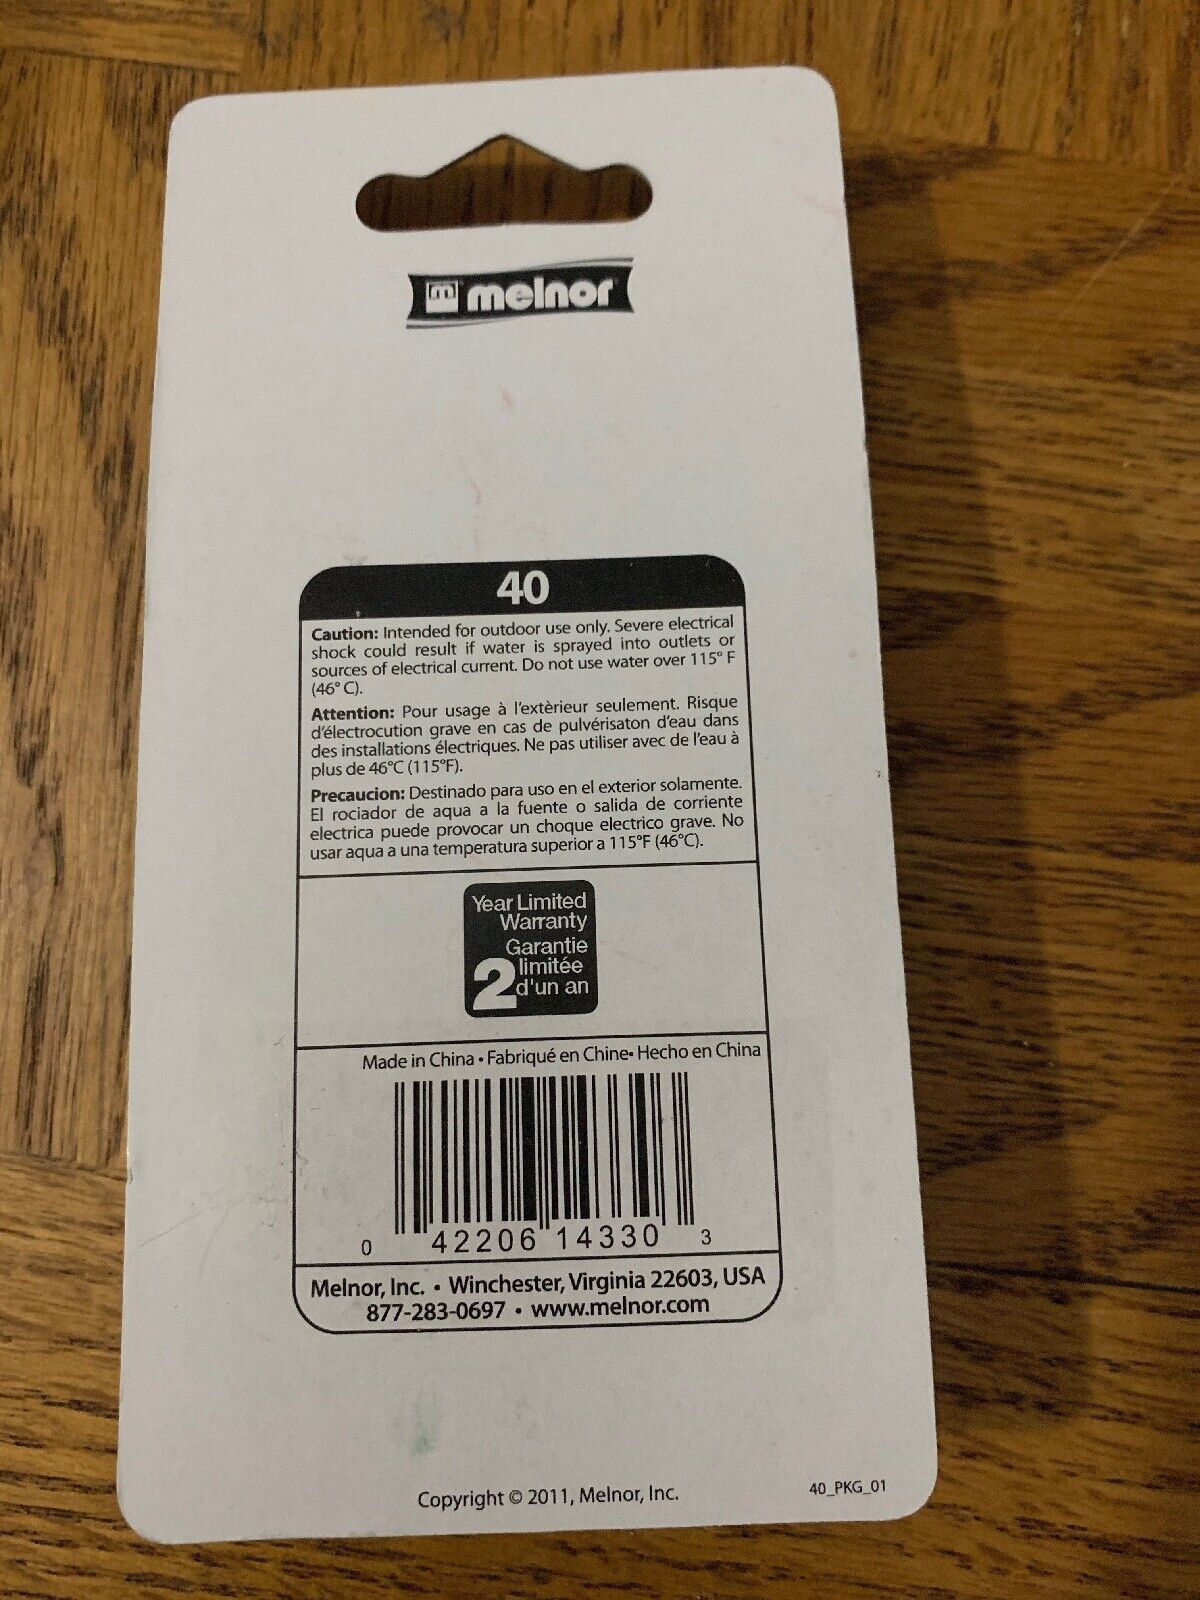 m melnor
40
Caution: Intended for outdoor use only. Severe electrical
shock could result if water is sprayed into outlets or
sources of electrical current. Do not use water over 115° F
(46° C).
Attention: Pour usage à l'extèrieur seulement. Risque
d'électrocution grave en cas de pulvérisaton d'eau dans
des installations électriques. Ne pas utiliser avec de l'eau à
plus de 46°C (115°F).
Precaucion: Destinado para uso en el exterior solamente.
El rociador de aqua a la fuente o salida de corriente
electrica puede provocar un choque electrico grave. No
usar aqua a una temperatura superior a 115°F (46°C).
Year Limited
Warranty
Garantie
2 limitée
d'un an
Made in China • Fabriqué en Chine• Hecho en China
0 42206 14330 3
Melnor, Inc. • Winchester, Virginia 22603, USA
877-283-0697 • www.melnor.com
Copyright © 2011, Melnor, Inc.
40_PKG_01